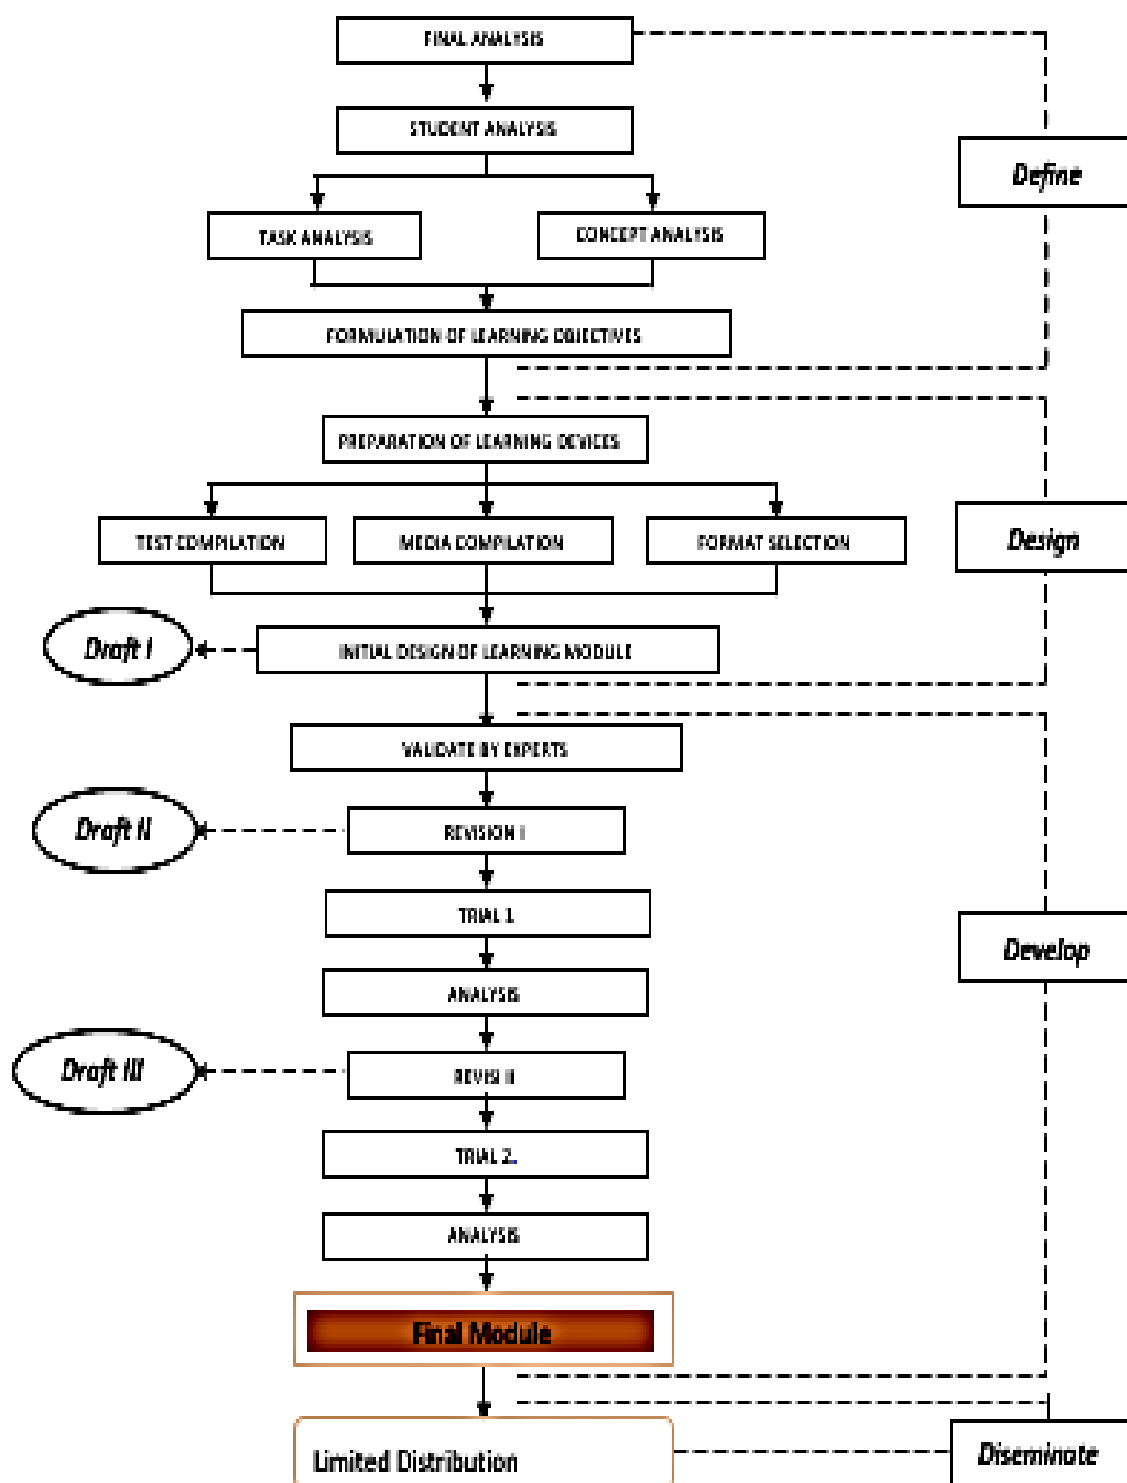 FINAL ANALYSIS
STUDENT ANALYSIS
Define
TASK ANALYSIS
CONCEPT ANALYSIS
FORMULATION OF LEARNING OBJECTIVES
PREPARATION OF LEARNING DEVICES
TEST COMPILATION
MEDIA COMPILATION
FORMAT SELECTION
Design
Draft I
INITIAL DESIGN OF LEARNING MODULE
VALIDATE BY EXPERTS
Draft II
REVISION I
TRIAL 1
Develop
ANALYSIS
Draft III
TRIAL 2.
ANALYSIS
Final Module
Limited Distribution
Diseminate